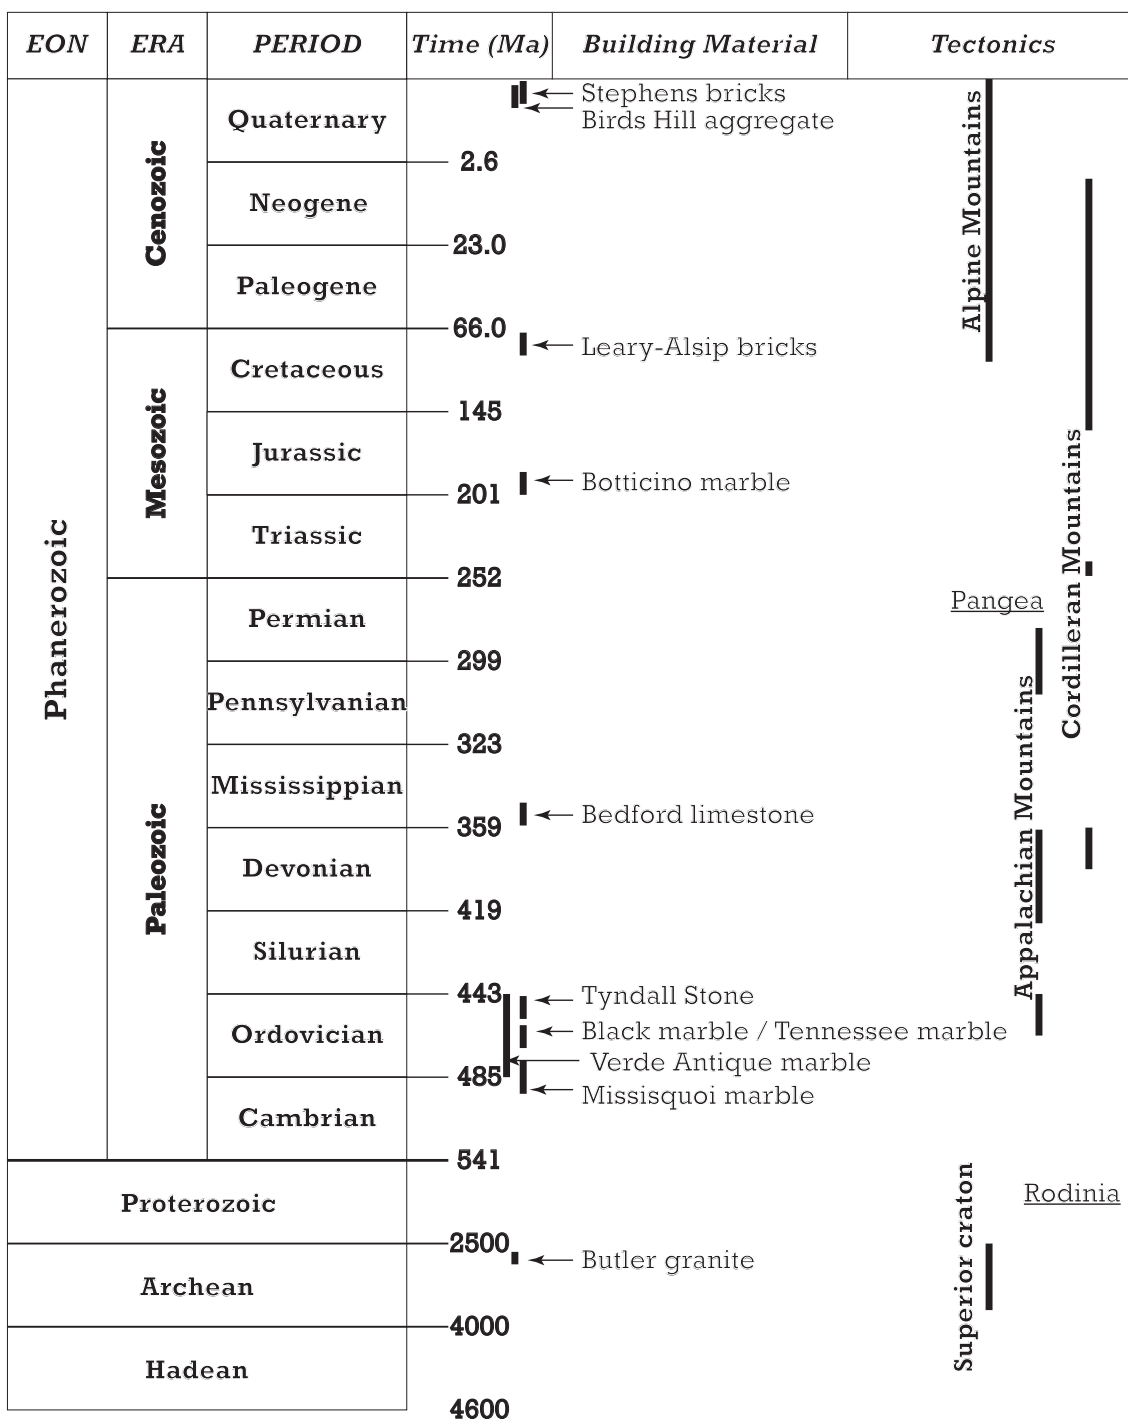 EON ERA PERIOD Time (Ma) Building Material Tectonics
Stephens bricks
Birds Hill aggregate
Quaternary
2.6
Neogene
23.0
Paleogene
Cenozoic
Alpine Mountains
66.0
Leary-Alsip bricks
Cretaceous
145
Jurassic
Botticino marble
201
Triassic
Mesozoic
252
Phanerozoic
Pangea
Cordilleran Mountains
Permian
299
Pennsylvanian
323
Mississippian
Bedford limestone
359
Devonian
Paleozoic
Appalachian Mountains
419
Silurian
443
Tyndall Stone
Ordovician
Black marble / Tennessee marble
Verde Antique marble
485
Missisquoi marble
Cambrian
541
Proterozoic
Rodinia
Superior craton
2500
Butler granite
Archean
4000
Hadean
4600